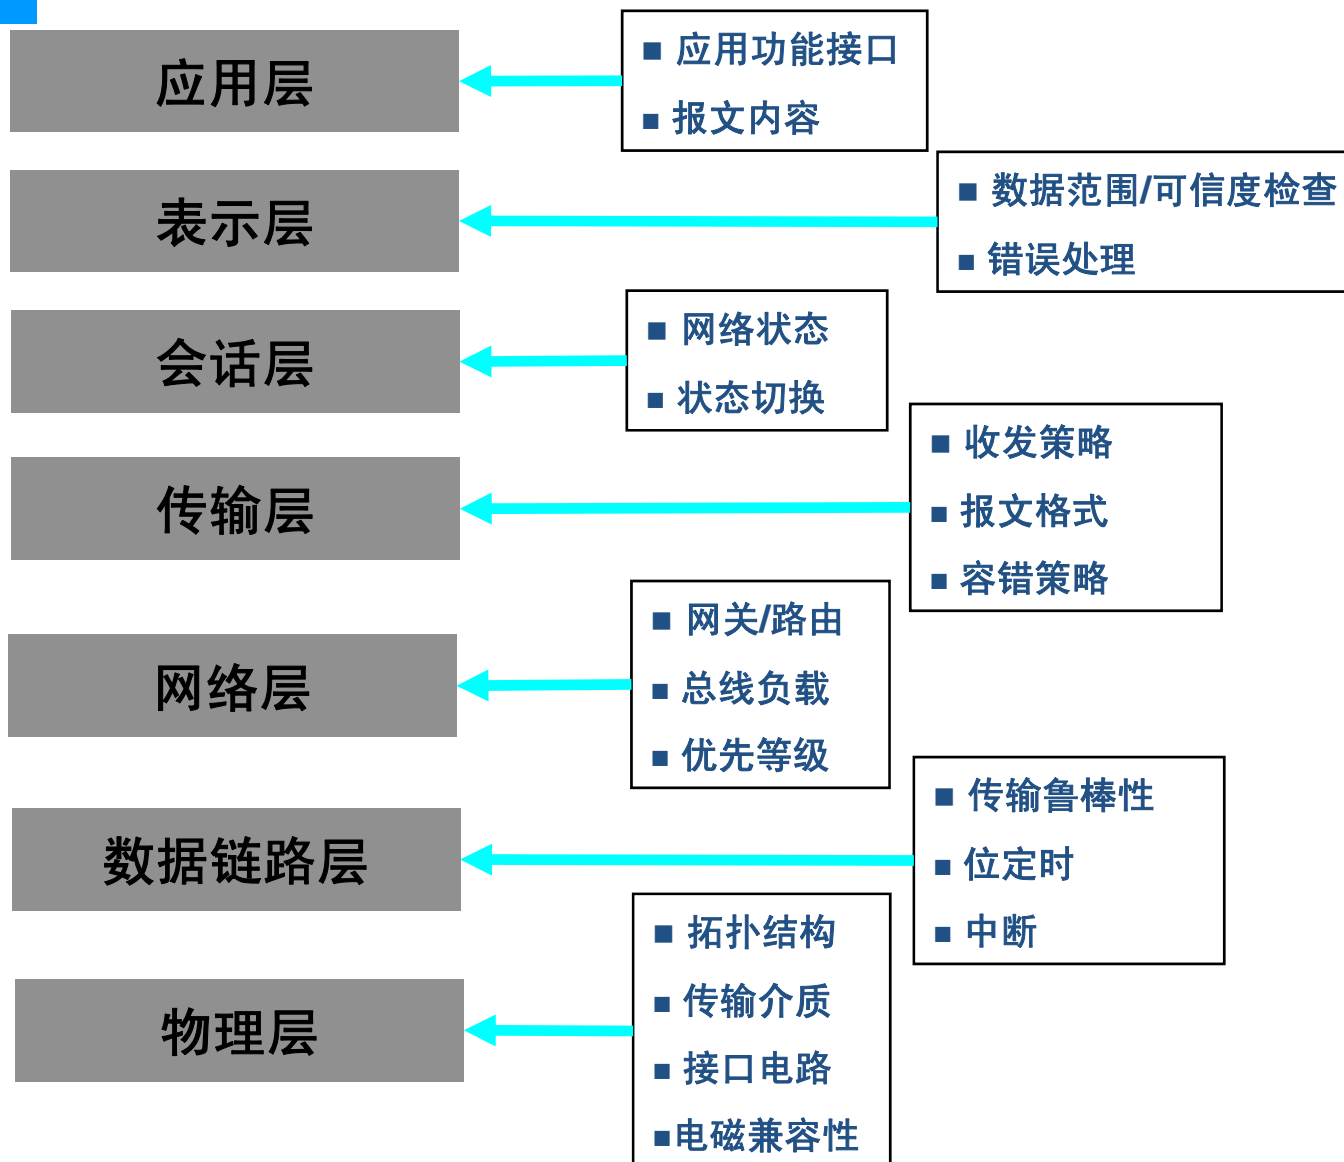 应用层
■ 应用功能接口
■ 报文内容
表示层
■ 数据范围/可信度检查
■ 错误处理
会话层
■ 网络状态
■ 状态切换
传输层
■ 收发策略
■ 报文格式
■ 容错策略
网络层
■ 网关/路由
■ 总线负载
■ 优先等级
数据链路层
■ 传输鲁棒性
■ 位定时
■ 中断
物理层
■ 拓扑结构
■ 传输介质
■ 接口电路
■电磁兼容性